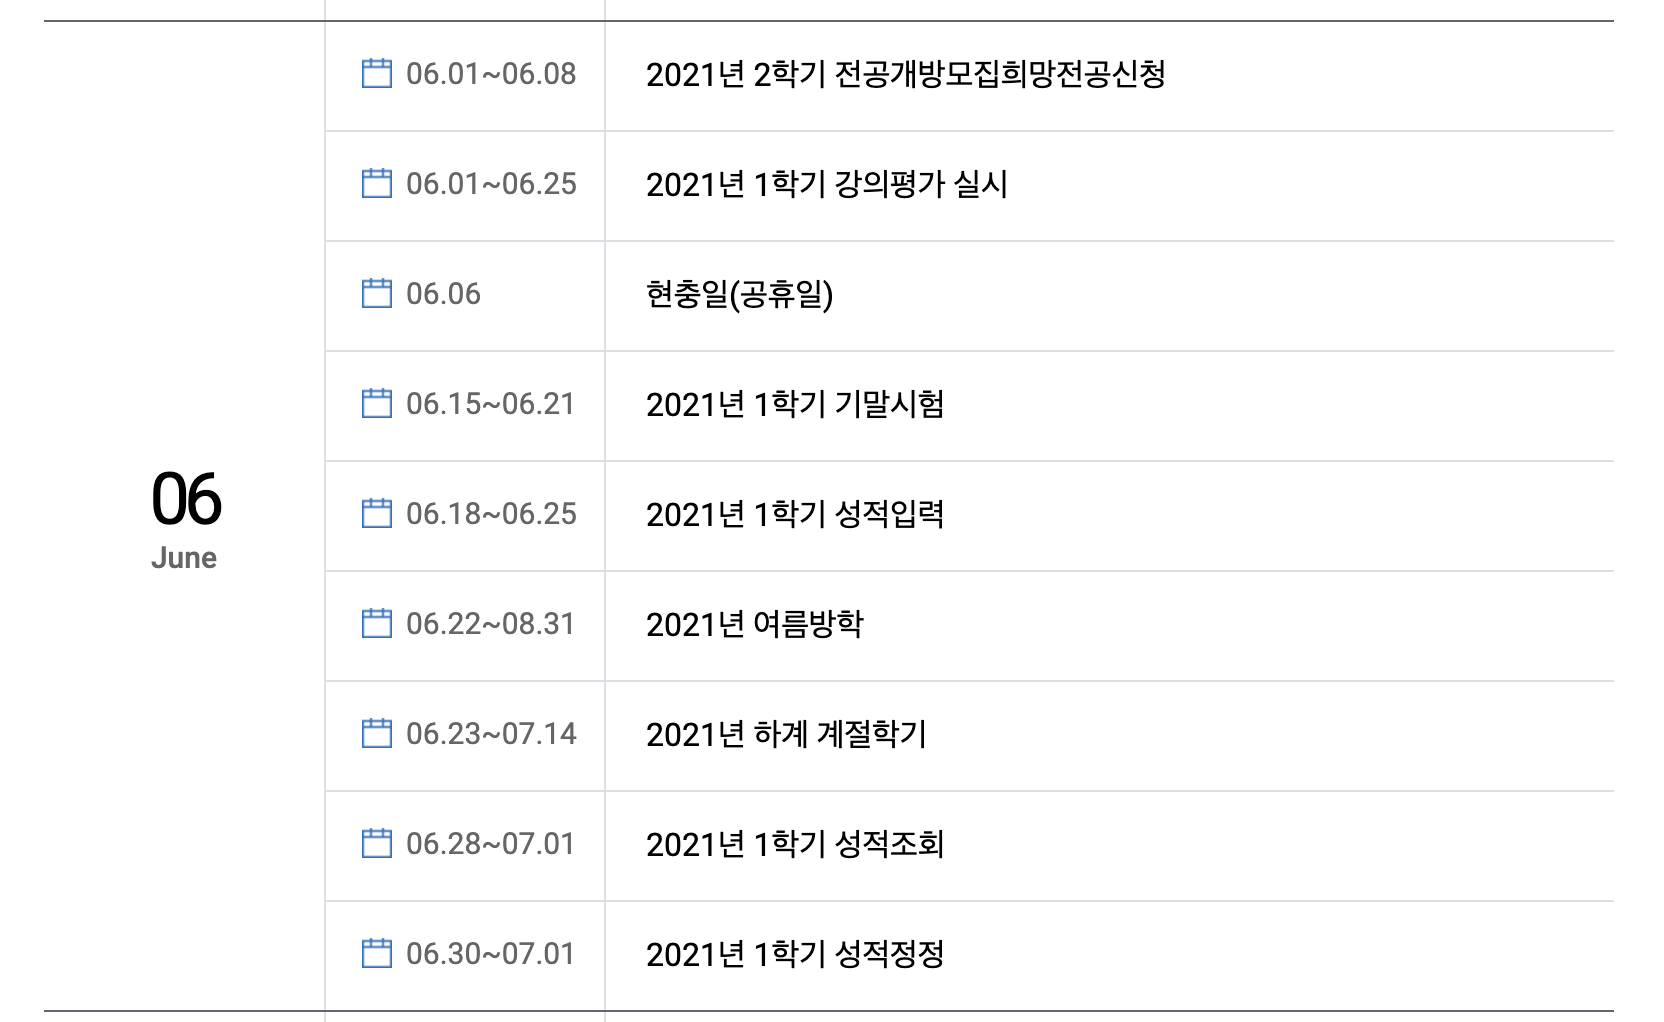 06
June
06.01~06.08 2021년 2학기 전공개방모집희망전공신청
06.01~06.25 2021년 1학기 강의평가 실시
06.06 현충일(공휴일)
06.15~06.21 2021년 1학기 기말시험
06.18~06.25 2021년 1학기 성적입력
06.22~08.31 2021년 여름방학
06.23~07.14 2021년 하계 계절학기
06.28~07.01 2021년 1학기 성적조회
06.30~07.01 2021년 1학기 성적정정